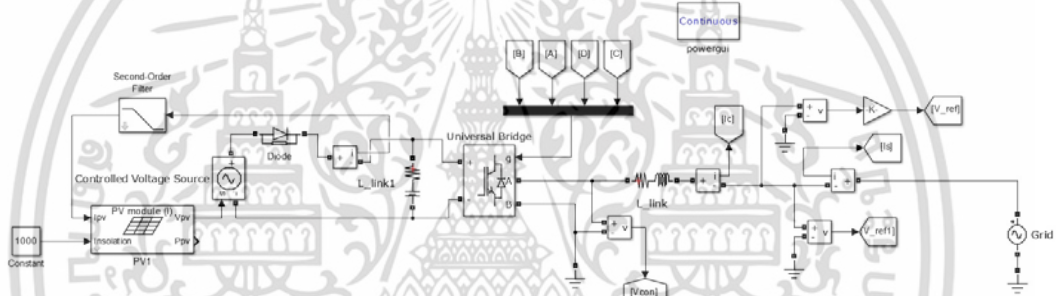 Continuous
powergui
[B] [A] [D] [C]
Second-Order
Filter
[Ic]
K-
[V_ref]
Universal Bridge
[Is]
Diode
g
A
B
Controlled Voltage Source
L_link1
L_link
PV module (I)
Ipv
Vpv
Insolation
Ppv
PV1
1000
Constant
v
v
v
V_ref1]
Grid
[Vcon]